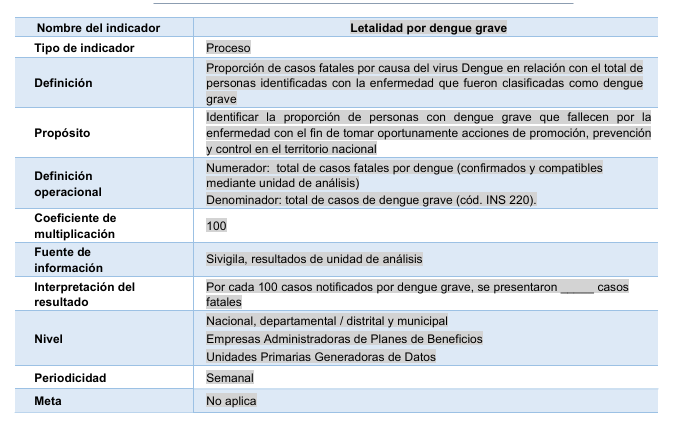 Nombre del indicador Letalidad por dengue grave
Tipo de indicador Proceso
Definición
Proporción de casos fatales por causa del virus Dengue en relación con el total de
personas identificadas con la enfermedad que fueron clasificadas como dengue
grave
Propósito
Identificar la proporción de personas con dengue grave que fallecen por la
enfermedad con el fin de tomar oportunamente acciones de promoción, prevención
y control en el territorio nacional
Definición
operacional
Numerador: total de casos fatales por dengue (confirmados y compatibles
mediante unidad de análisis)
Denominador: total de casos de dengue grave (cód. INS 220).
Coeficiente de
multiplicación
100
Fuente de
información
Sivigila, resultados de unidad de análisis
Interpretación del
resultado
Por cada 100 casos notificados por dengue grave, se presentaron _____ casos
fatales
Nivel
Nacional, departamental / distrital y municipal
Empresas Administradoras de Planes de Beneficios
Unidades Primarias Generadoras de Datos
Periodicidad Semanal
Meta No aplica